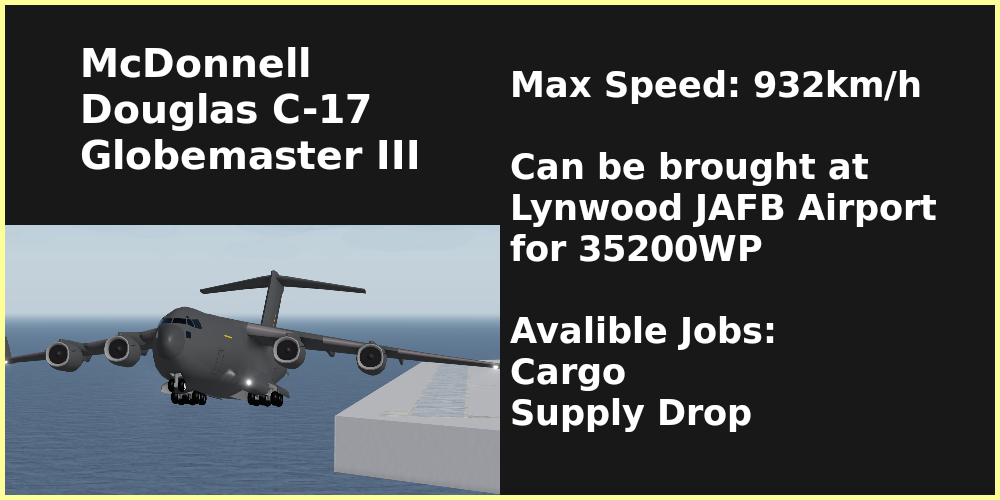 McDonnell
Douglas C-17
Globemaster III
Max Speed: 932km/h
Can be brought at
Lynwood JAFB Airport
for 35200WP
Avalible Jobs:
Cargo
Supply Drop